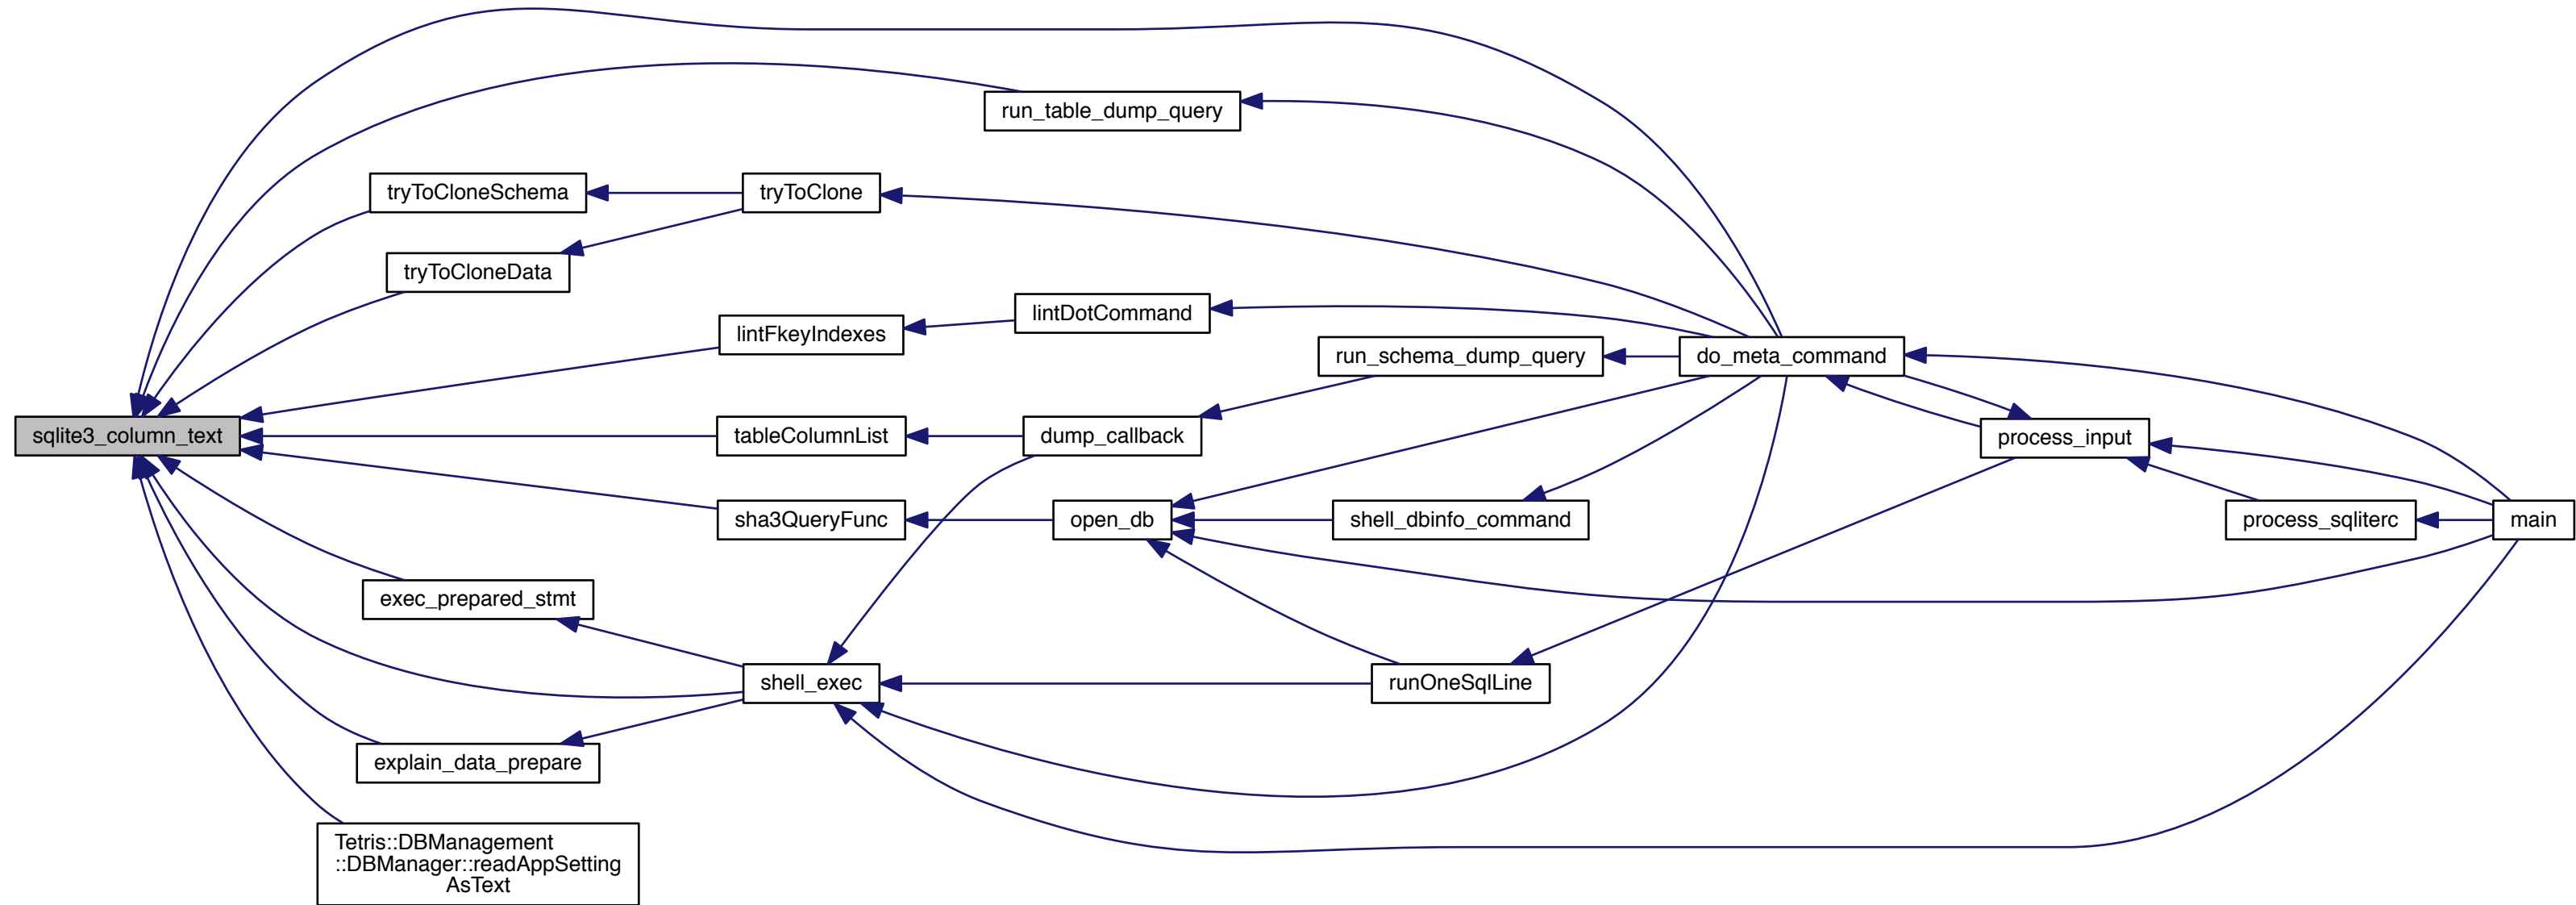 run_table_dump_query
tryToCloneSchema
tryToClone
tryToCloneData
lintDotCommand
lintFkeyIndexes
run_schema_dump_query
do_meta_command
sqlite3_column_text
tableColumnList
dump_callback
process_input
sha3QueryFunc
open_db
shell_dbinfo_command
process_sqliterc
main
exec_prepared_stmt
shell_exec
runOneSqlLine
explain_data_prepare
Tetris::DBManagement
::DBManager::readAppSetting
AsText